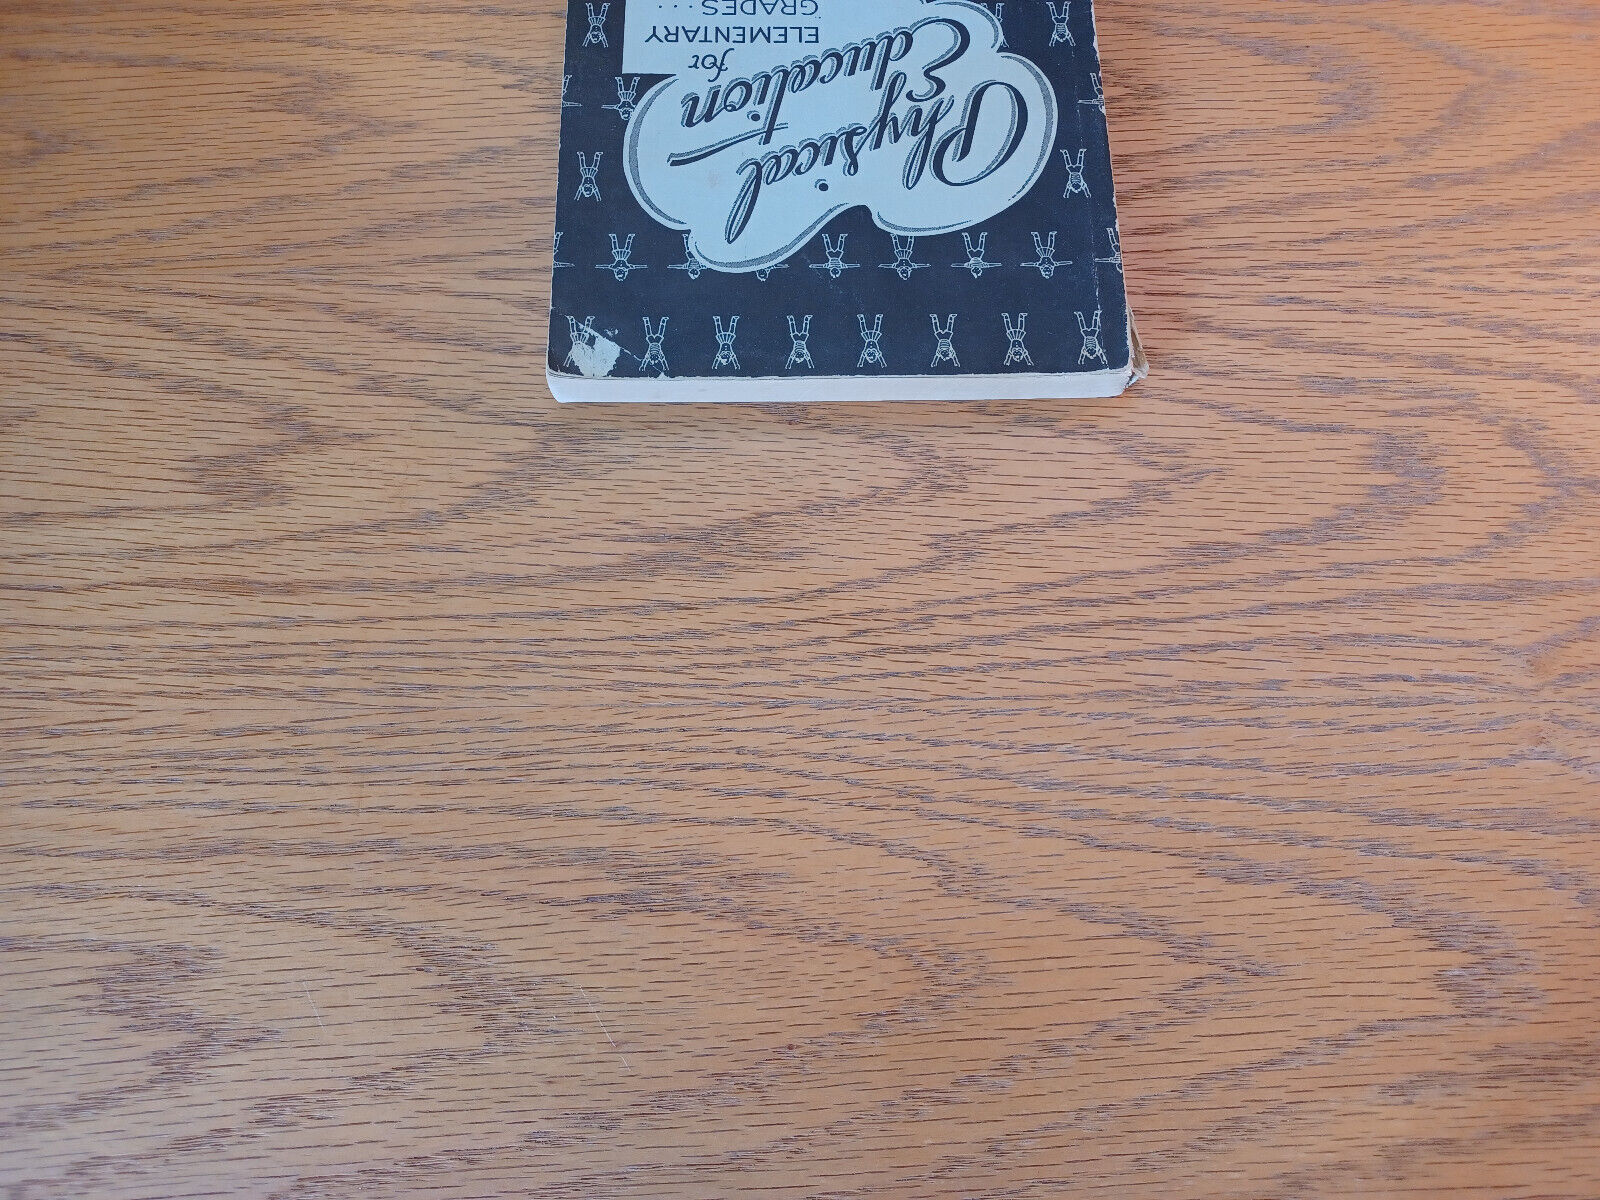 Physical
Education
for
ELEMENTARY
GRADES...